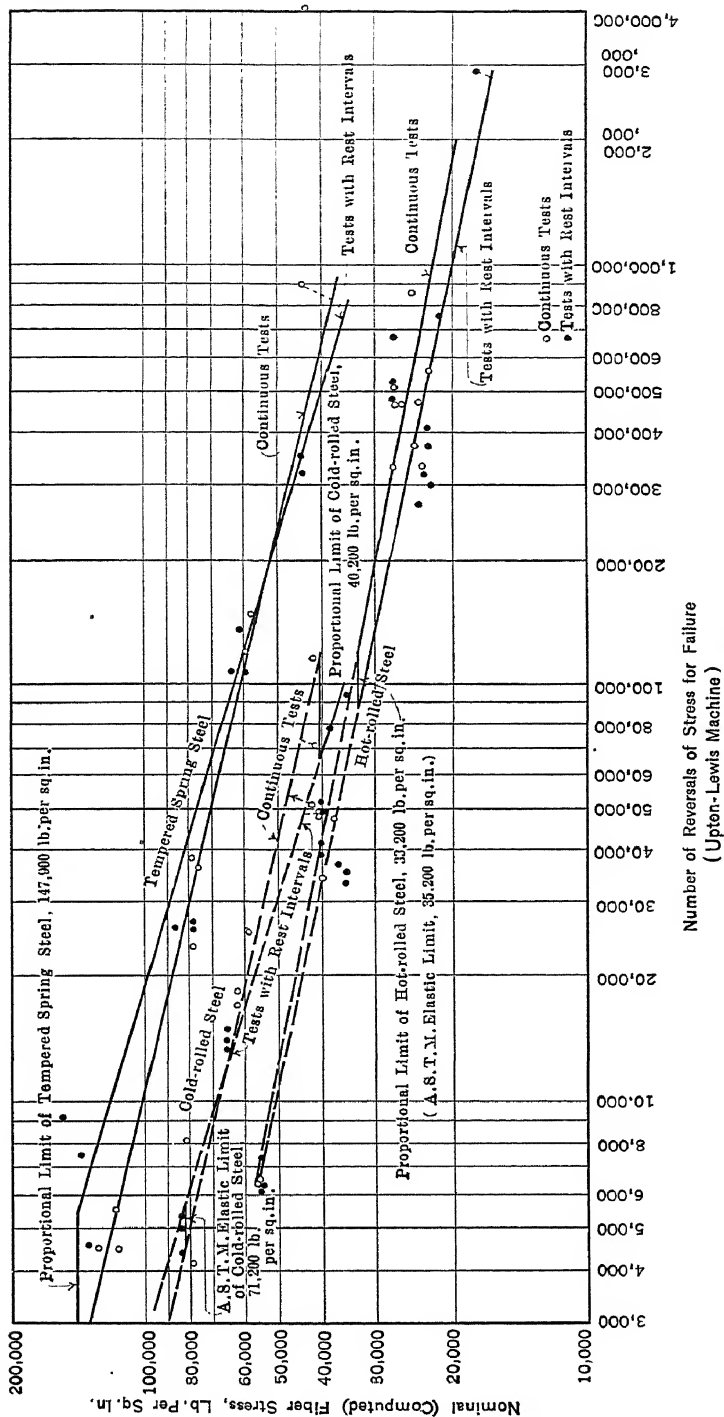 Nominal (Computed) Fiber Stress, Lb. Per Sq. In.
200,000
100,000
80,000
60,000
50,000
40,000
30,000
20,000
10,000
Proportional Limit of Tempered Spring Steel, 147,900 lb. per sq. in.
Tempered Spring Steel
Continuous Tests
Tests with Rest Intervals
Cold-rolled Steel
A.S.T.M. Elastic Limit
of Cold-rolled Steel
71,200 lb.
per sq. in.
Tests with Rest Intervals
Continuous Tests
Proportional Limit of Cold-rolled Steel,
40,200 lb. per sq. in.
Hot-rolled Steel
Proportional Limit of Hot-rolled Steel, 33,200 lb. per sq. in.
(A.S.T.M. Elastic Limit, 35,200 lb. per sq. in.)
Continuous Tests
Tests with Rest Intervals
Continuous Tests
Tests with Rest Intervals
3,000
4,000
5,000
6,000
8,000
10,000
20,000
30,000
40,000
50,000
60,000
80,000
100,000
200,000
300,000
400,000
500,000
600,000
800,000
1,000,000
2,000
,000
3,000
,000
4,000,000
Number of Reversals of Stress for Failure
(Upton-Lewis Machine)